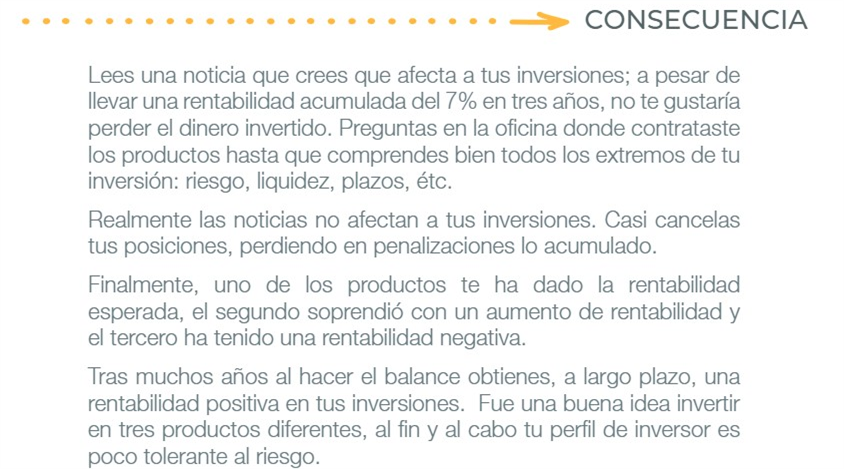 CONSECUENCIA
Lees una noticia que crees que afecta a tus inversiones; a pesar de
llevar una rentabilidad acumulada del 7% en tres años, no te gustaría
perder el dinero invertido. Preguntas en la oficina donde contrataste
los productos hasta que comprendes bien todos los extremos de tu
inversión: riesgo, liquidez, plazos, étc.
Realmente las noticias no afectan a tus inversiones. Casi cancelas
tus posiciones, perdiendo en penalizaciones lo acumulado.
Finalmente, uno de los productos te ha dado la rentabilidad
esperada, el segundo soprendió con un aumento de rentabilidad y
el tercero ha tenido una rentabilidad negativa.
Tras muchos años al hacer el balance obtienes, a largo plazo, una
rentabilidad positiva en tus inversiones. Fue una buena idea invertir
en tres productos diferentes, al fin y al cabo tu perfil de inversor es
poco tolerante al riesgo.